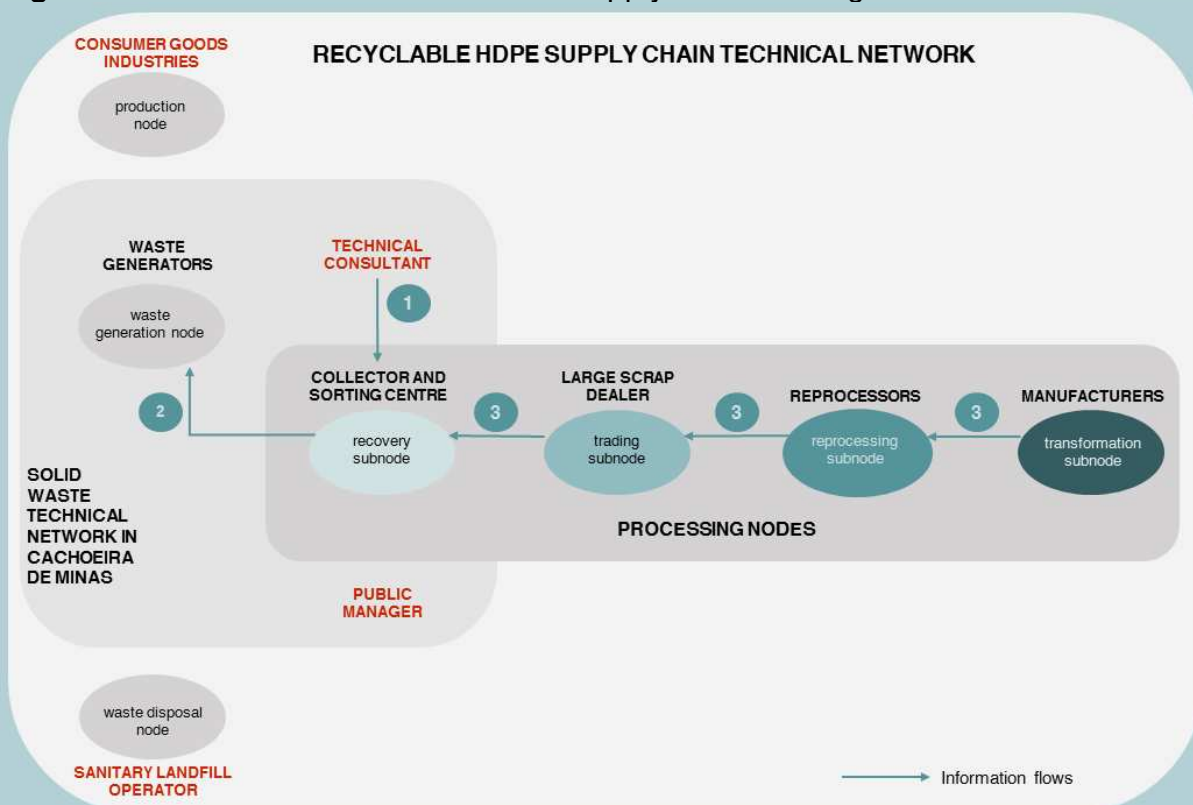 CONSUMER GOODS
INDUSTRIES
RECYCLABLE HDPE SUPPLY CHAIN TECHNICAL NETWORK
production
node
WASTE
GENERATORS
TECHNICAL
CONSULTANT
1
waste
generation node
COLLECTOR AND
SORTING CENTRE
LARGE SCRAP
DEALER
REPROCESSORS
MANUFACTURERS
2
3
3
3
recovery
subnode
trading
subnode
reprocessing
subnode
transformation
subnode
SOLID
WASTE
TECHNICAL
NETWORK IN
CACHOEIRA
DE MINAS
PROCESSING NODES
PUBLIC
MANAGER
waste disposal
node
SANITARY LANDFILL
OPERATOR
Information flows